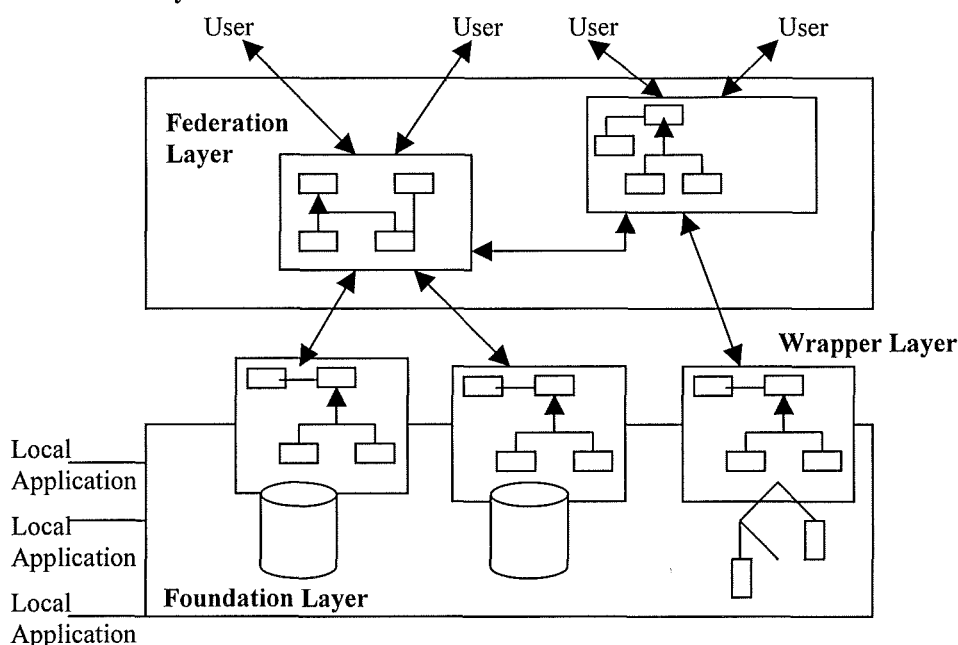 User User User User
Federation
Layer
Wrapper Layer
Local
Application
Local
Application
Local
Application
Foundation Layer